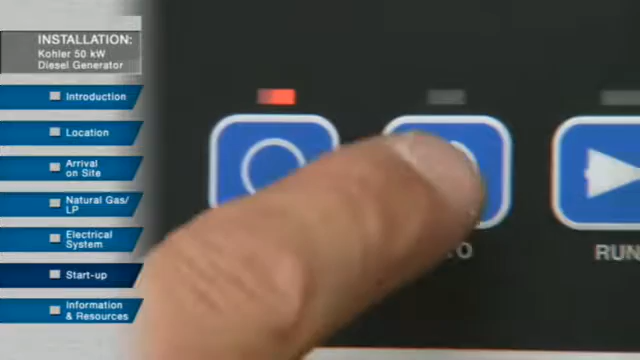 INSTALLATION:
Kohler 50 kW
Diesel Generator
Introduction
Location
Arrival
on Site
Natural Gas/
LP
Electrical
System
Start-up
Information
& Resources
RUN